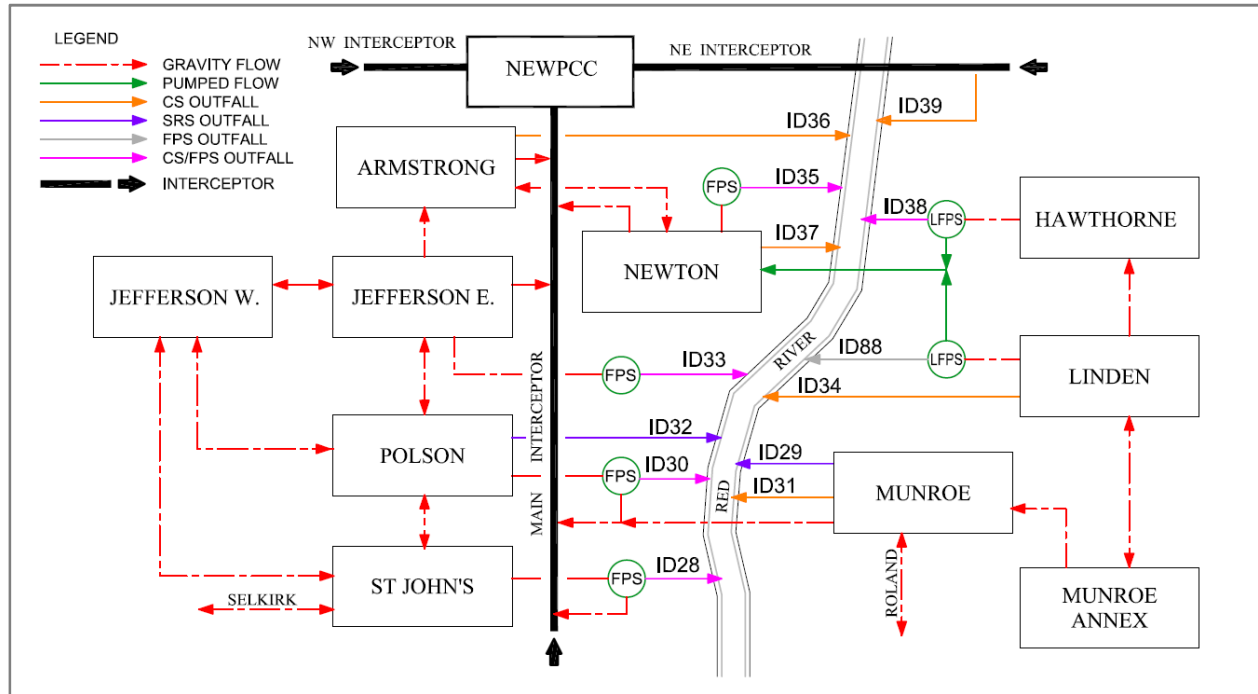 LEGEND
GRAVITY FLOW
PUMPED FLOW
CS OUTFALL
SRS OUTFALL
FPS OUTFALL
CS/FPS OUTFALL
INTERCEPTOR
NW INTERCEPTOR
NEWPCC
NE INTERCEPTOR
ID36
ID39
ARMSTRONG
FPS
ID35
ID38
LFPS
HAWTHORNE
ID37
NEWTON
JEFFERSON W.
JEFFERSON E.
ID33
FPS
RIVER
ID88
LFPS
LINDEN
ID34
MAIN INTERCEPTOR
POLSON
ID32
FPS
ID30
RED
ID29
ID31
MUNROE
ST JOHN'S
FPS
ID28
SELKIRK
ROLAND
MUNROE
ANNEX